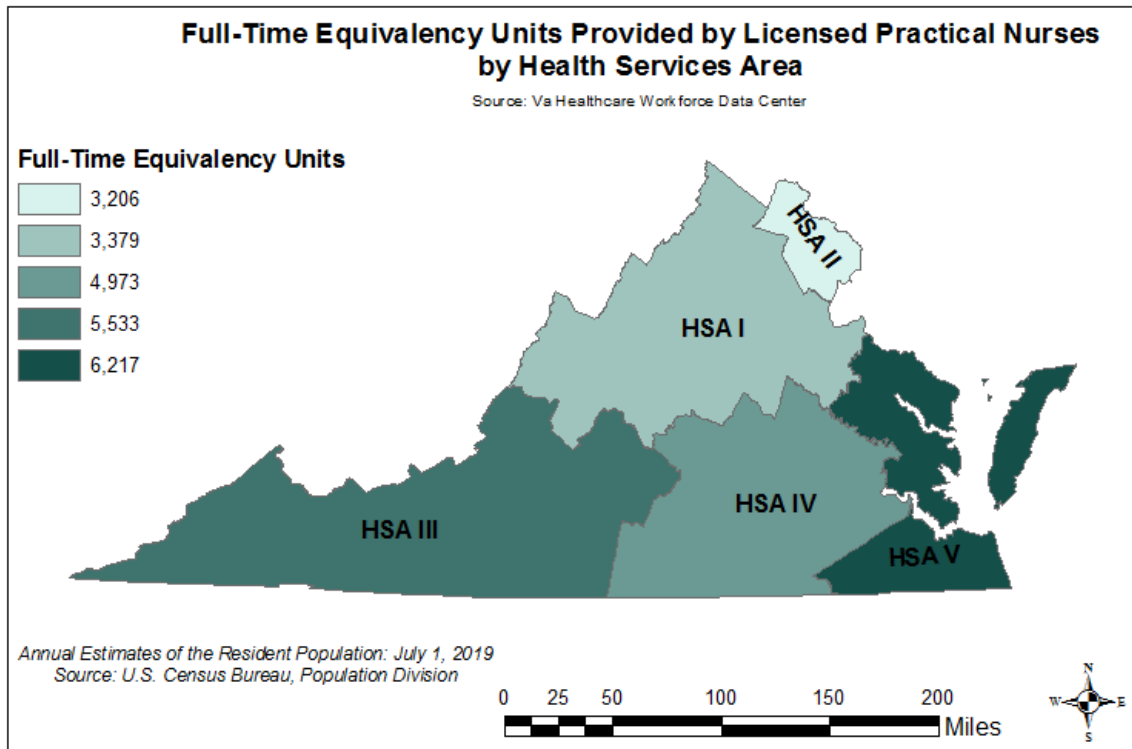 Full-Time Equivalency Units Provided by Licensed Practical Nurses
by Health Services Area
Source: Va Healthcare Workforce Data Center
Full-Time Equivalency Units
3,206
3,379
4,973
5,533
6,217
HSA II
HSA I
HSA IV
HSA III
HSA V
Annual Estimates of the Resident Population: July 1, 2019
Source: U.S. Census Bureau, Population Division
0 25 50 100 150 200
Miles
N
W E
S